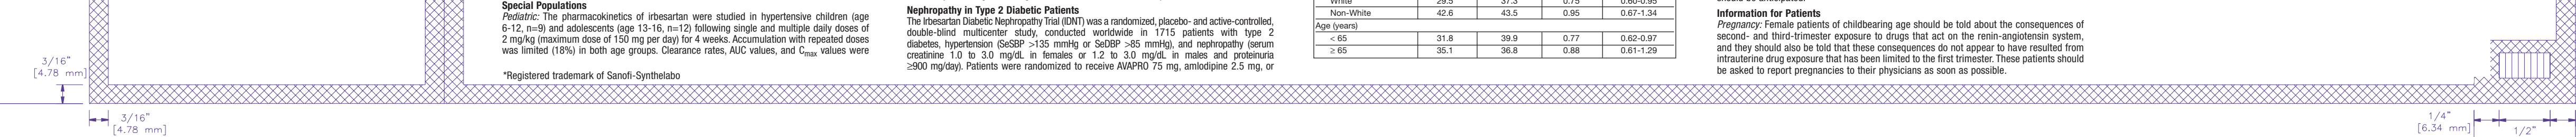 3/16"
[4.78 mm]
3/16"
[4.78 mm]
Special Populations
Pediatric: The pharmacokinetics of irbesartan were studied in hypertensive children (age
6-12, n=9) and adolescents (age 13-16, n=12) following single and multiple daily doses of
2 mg/kg (maximum dose of 150 mg per day) for 4 weeks. Accumulation with repeated doses
was limited (18%) in both age groups. Clearance rates, AUC values, and Cmax values were
*Registered trademark of Sanofi-Synthelabo
Nephropathy in Type 2 Diabetic Patients
The Irbesartan Diabetic Nephropathy Trial (IDNT) was a randomized, placebo- and active-controlled,
double-blind multicenter study, conducted worldwide in 1715 patients with type 2
diabetes, hypertension (SeSBP >135 mmHg or SeDBP >85 mmHg), and nephropathy (serum
creatinine 1.0 to 3.0 mg/dL in females or 1.2 to 3.0 mg/dL in males and proteinuria
≥900 mg/day). Patients were randomized to receive AVAPRO 75 mg, amlodipine 2.5 mg, or
White 29.5 37.3 0.75 0.60-0.95
Non-White 42.6 43.5 0.95 0.67-1.34
Age (years)
< 65 31.8 39.9 0.77 0.62-0.97
≥ 65 35.1 36.8 0.88 0.61-1.29
Information for Patients
Pregnancy: Female patients of childbearing age should be told about the consequences of
second- and third-trimester exposure to drugs that act on the renin-angiotensin system,
and they should also be told that these consequences do not appear to have resulted from
intrauterine drug exposure that has been limited to the first trimester. These patients should
be asked to report pregnancies to their physicians as soon as possible.
1/4"
[6.34 mm]
1/2"